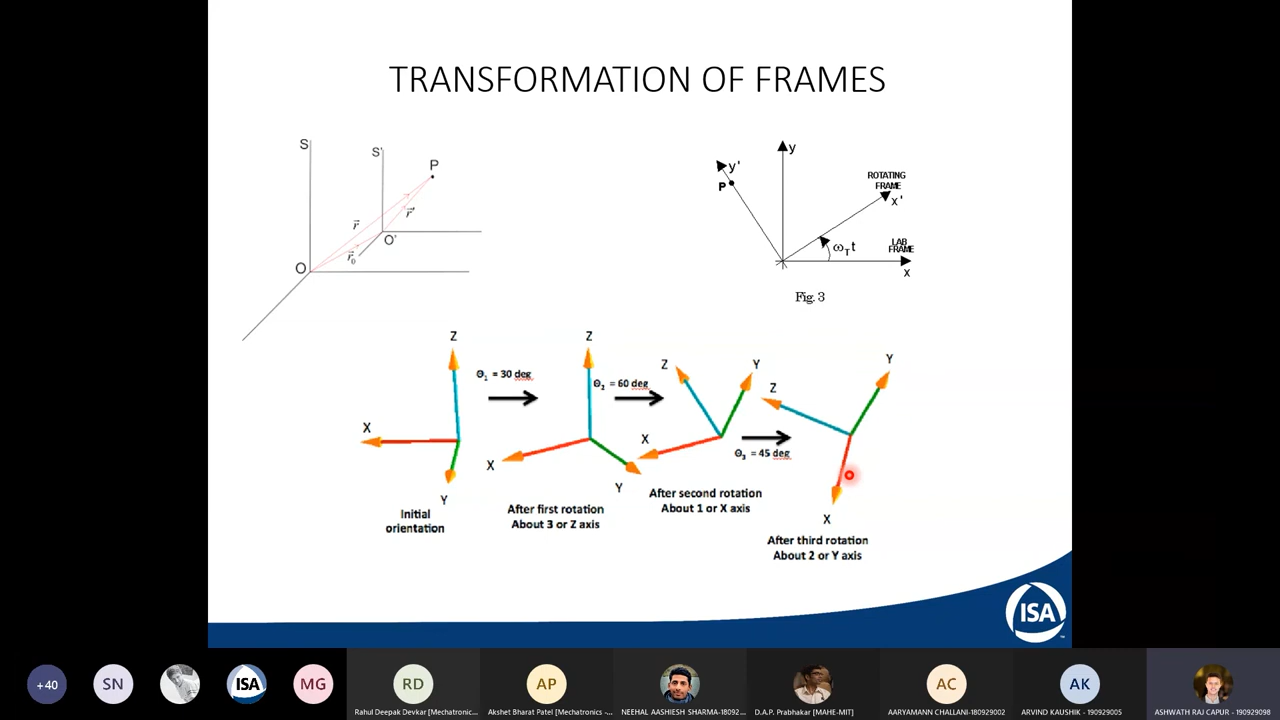 TRANSFORMATION OF FRAMES
S
S'
P
r⃗
r⃗'
O'
r⃗₀
O
y
y'
P
ROTATING
FRAME
x'
LAB
FRAME
ωTt
x
Fig. 3
Z
X
Y
Initial
orientation
Θ1 = 30 deg
Z
X
Y
After first rotation
About 3 or Z axis
Θ2 = 60 deg
Z
Y
X
After second rotation
About 1 or X axis
Θ3 = 45 deg
Y
Z
X
After third rotation
About 2 or Y axis
ISA
+40
SN
ISA
MG
RD
Rahul Deepak Devkar [Mechatronic...
AP
Akshet Bharat Patel [Mechatronics -...
NEEHAL AASHIESH SHARMA-18092...
D.A.P. Prabhakar [MAHE-MIT]
AC
AARYAMANN CHALLANI-180929002
AK
ARVIND KAUSHIK - 190929005
ASHWATH RAJ CAPUR - 190929098